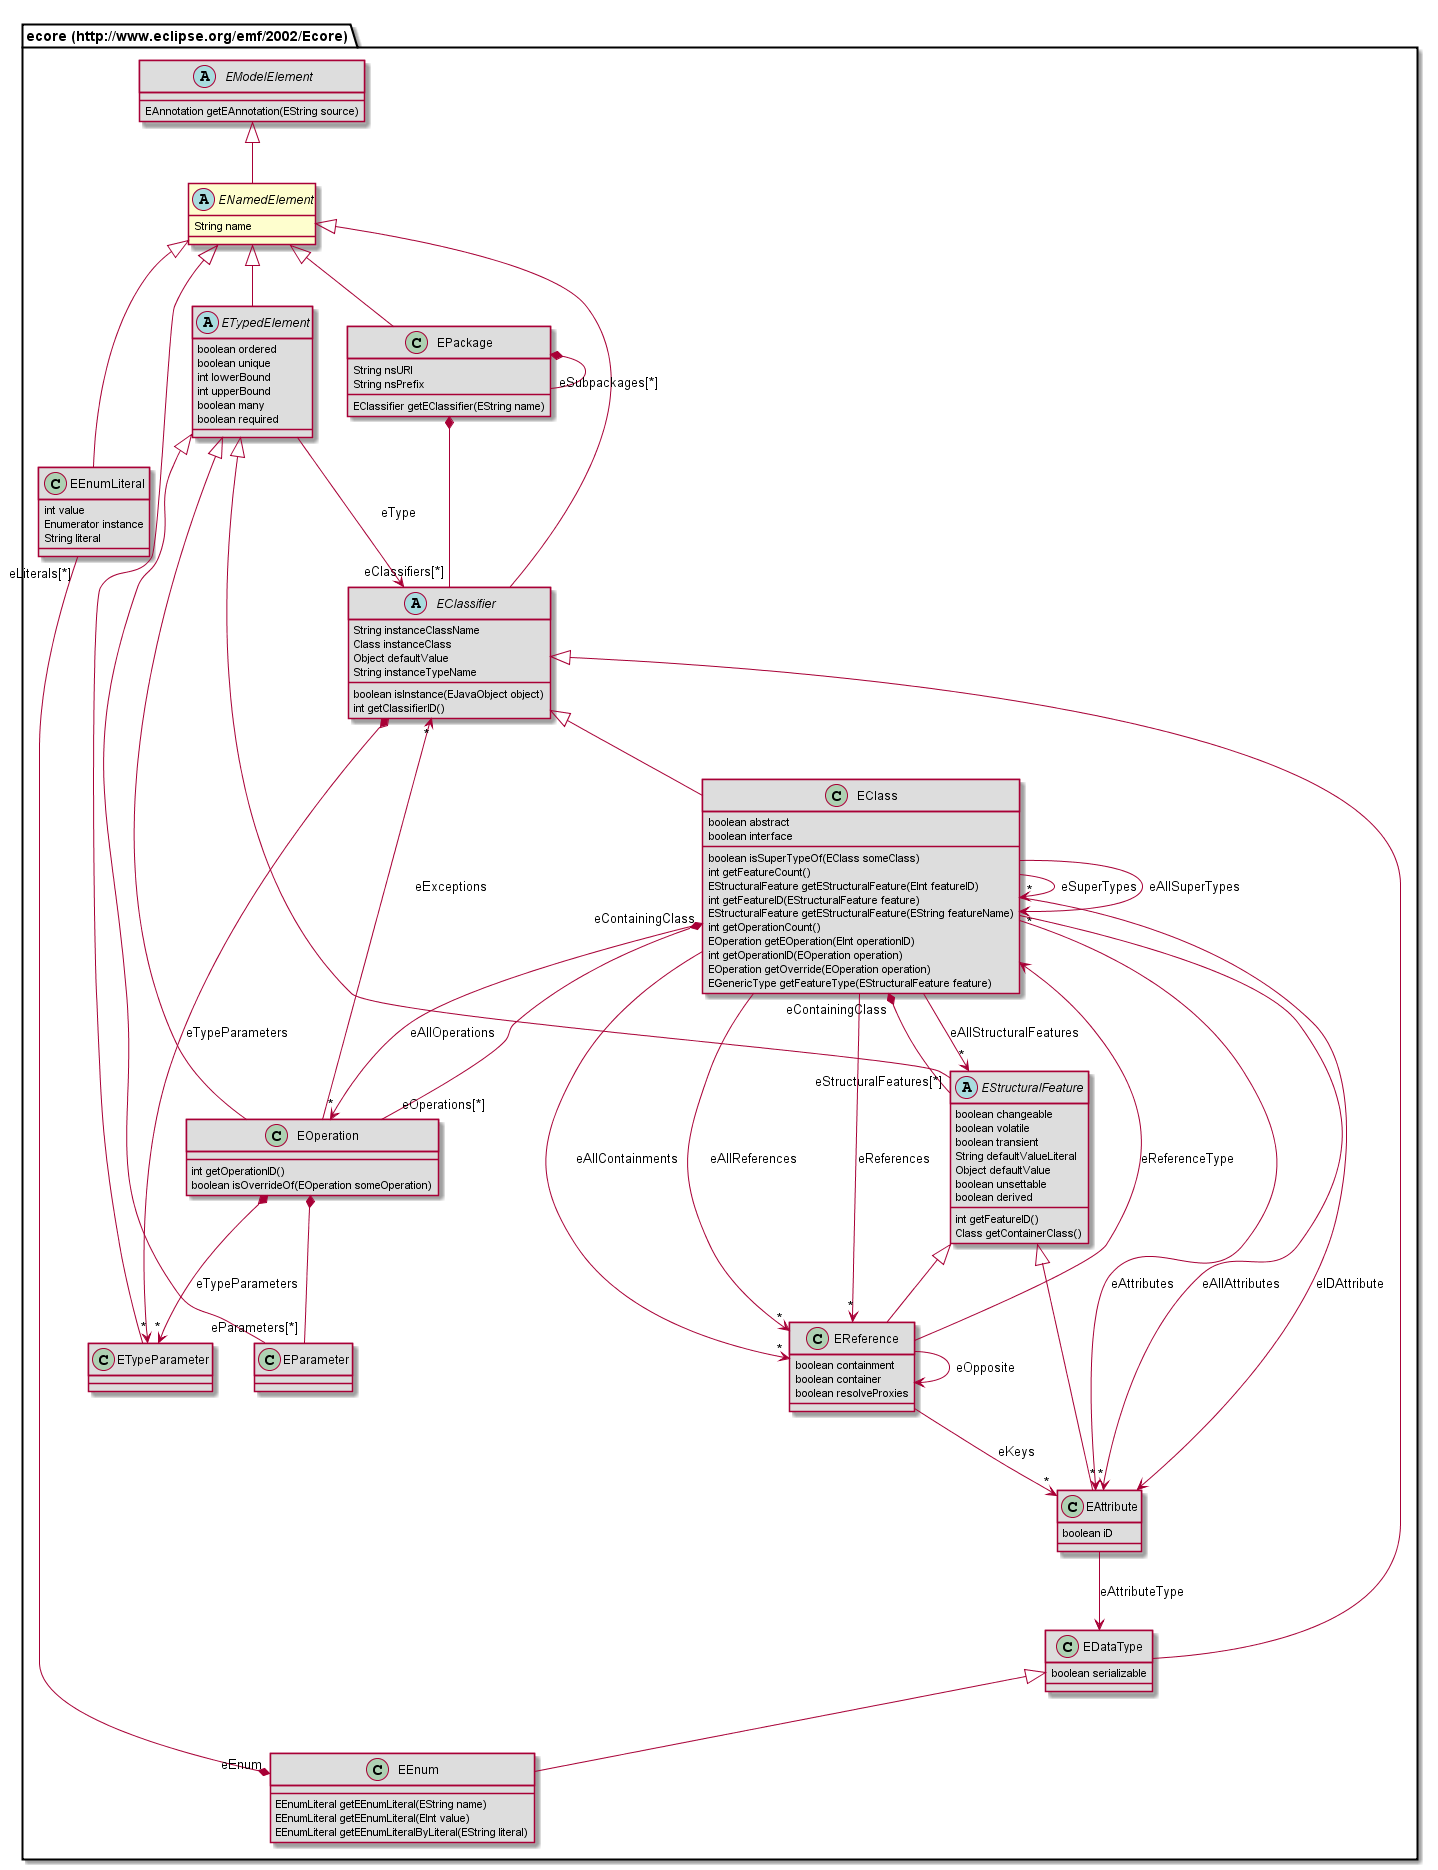 ecore (http://www.eclipse.org/emf/2002/Ecore)
A EModelElement
EAnnotation getEAnnotation(EString source)
A ENamedElement
String name
A ETypedElement
boolean ordered
boolean unique
int lowerBound
int upperBound
boolean many
boolean required
C EPackage
String nsURI
String nsPrefix
EClassifier getEClassifier(EString name)
eSubpackages[*]
C EEnumLiteral
int value
Enumerator instance
String literal
eType
eLiterals[*]
eClassifiers[*]
A EClassifier
String instanceClassName
Class instanceClass
Object defaultValue
String instanceTypeName
boolean isInstance(EJavaObject object)
int getClassifierID()
*
C EClass
boolean abstract
boolean interface
boolean isSuperTypeOf(EClass someClass)
int getFeatureCount()
EStructuralFeature getEStructuralFeature(EInt featureID)
int getFeatureID(EStructuralFeature feature)
EStructuralFeature getEStructuralFeature(EString featureName)
int getOperationCount()
EOperation getEOperation(EInt operationID)
int getOperationID(EOperation operation)
EOperation getOverride(EOperation operation)
EGenericType getFeatureType(EStructuralFeature feature)
eExceptions
*
eSuperTypes
eAllSuperTypes
*
eContainingClass
eContainingClass
eTypeParameters
eAllOperations
eAllStructuralFeatures
*
eStructuralFeatures[*]
*
eOperations[*]
A EStructuralFeature
boolean changeable
boolean volatile
boolean transient
String defaultValueLiteral
Object defaultValue
boolean unsettable
boolean derived
int getFeatureID()
Class getContainerClass()
C EOperation
int getOperationID()
boolean isOverrideOf(EOperation someOperation)
eAllContainments
eAllReferences
eReferences
eReferenceType
eTypeParameters
eAttributes
eAllAttributes
eIDAttribute
*
*
eParameters[*]
*
*
*
C ETypeParameter
C EParameter
C EReference
boolean containment
boolean container
boolean resolveProxies
eOpposite
eKeys
*
*
*
C EAttribute
boolean iD
eAttributeType
C EDataType
boolean serializable
eEnum
C EEnum
EEnumLiteral getEEnumLiteral(EString name)
EEnumLiteral getEEnumLiteral(EInt value)
EEnumLiteral getEEnumLiteralByLiteral(EString literal)